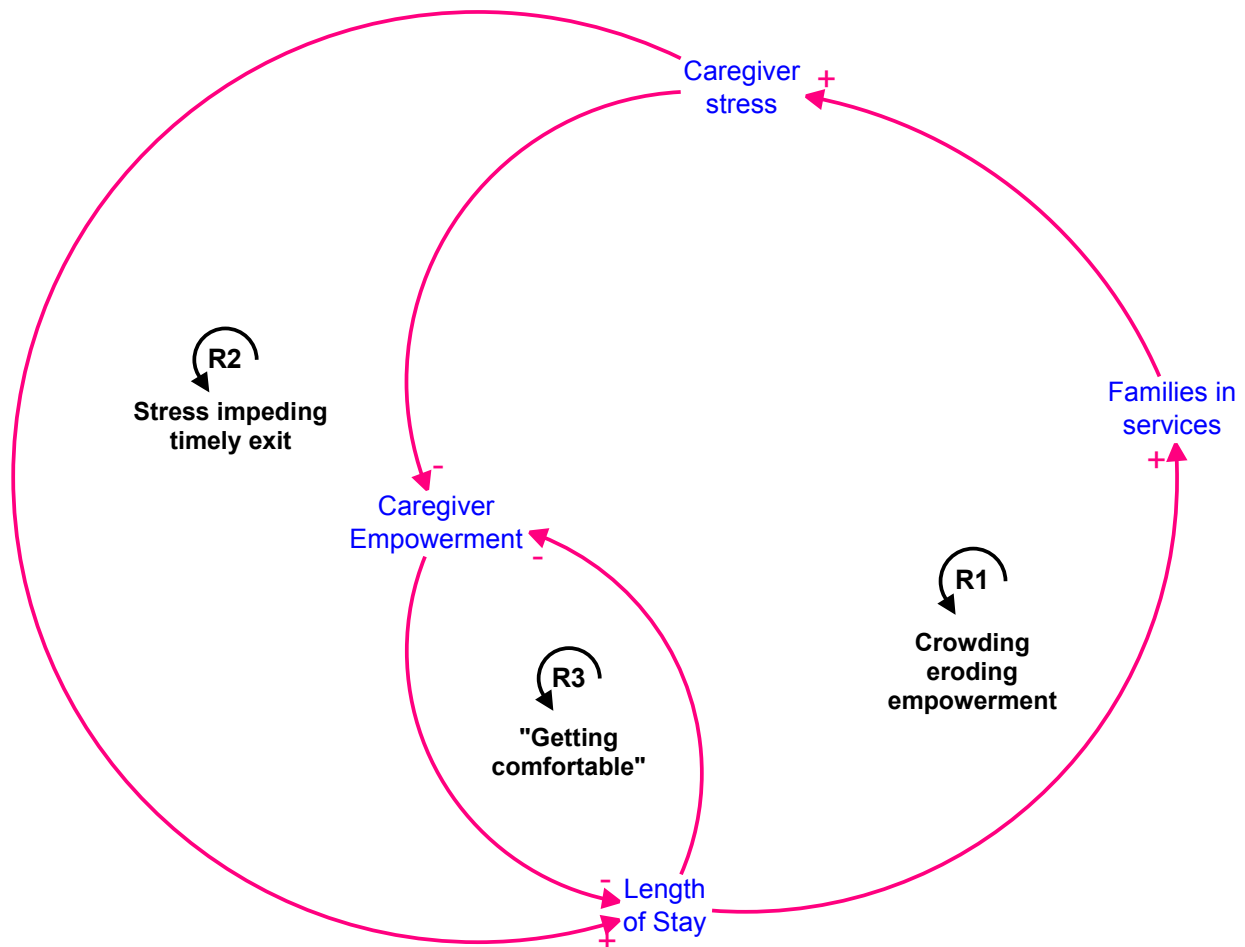 Caregiver
stress
+
Families in
services
+
R2
Stress impeding
timely exit
-
Caregiver
Empowerment
-
R1
Crowding
eroding
empowerment
R3
"Getting
comfortable"
-
Length
of Stay
+